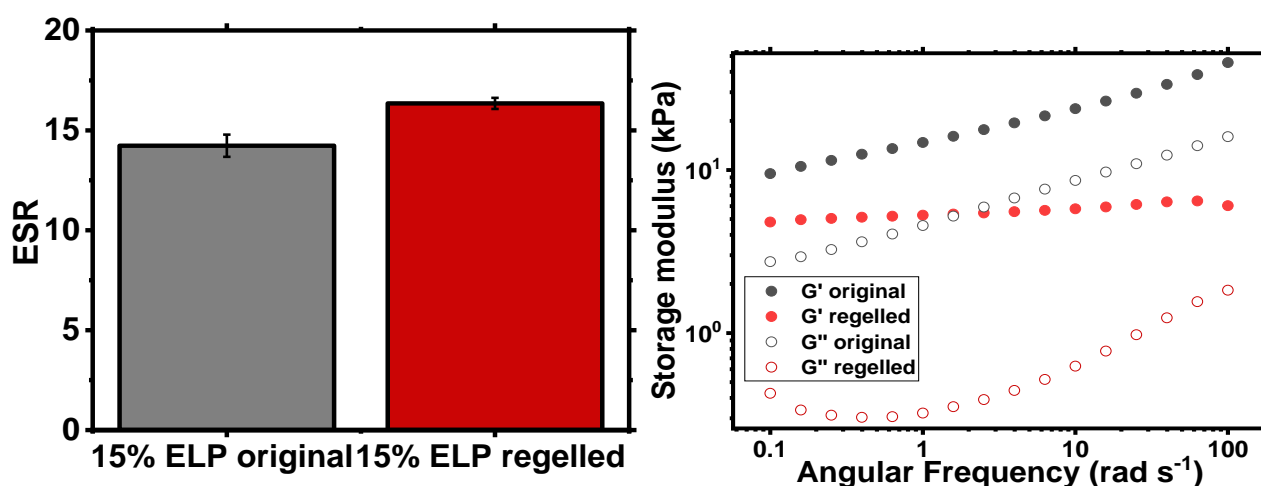 20
15
10
5
0
ESR
15% ELP original
15% ELP regelled
Storage modulus (kPa)
10¹
10⁰
G' original
G' regelled
G" original
G" regelled
0.1
1
10
100
Angular Frequency (rad s⁻¹)